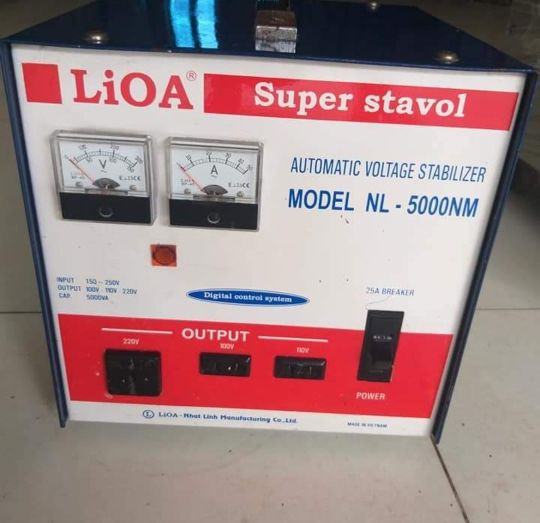 LiOA® Super stavol
V
A
AUTOMATIC VOLTAGE STABILIZER
MODEL NL - 5000NM
INPUT 150 ~ 250V
OUTPUT 100V - 110V - 220V
CAP. 5000VA
Digital control system
25A BREAKER
OUTPUT
220V
100V
110V
POWER
LiOA - Nhat Linh Manufacturing Co.,Ltd.
MADE IN VIETNAM